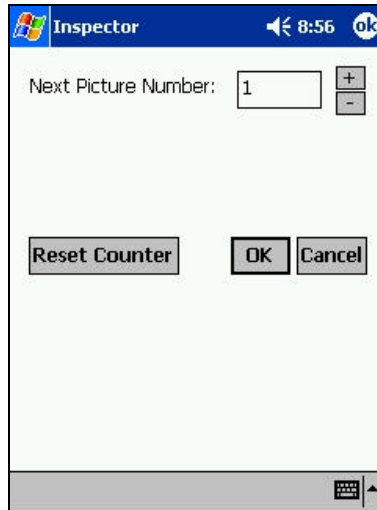 Inspector 8:56 ok
Next Picture Number: 1 + -
Reset Counter OK Cancel